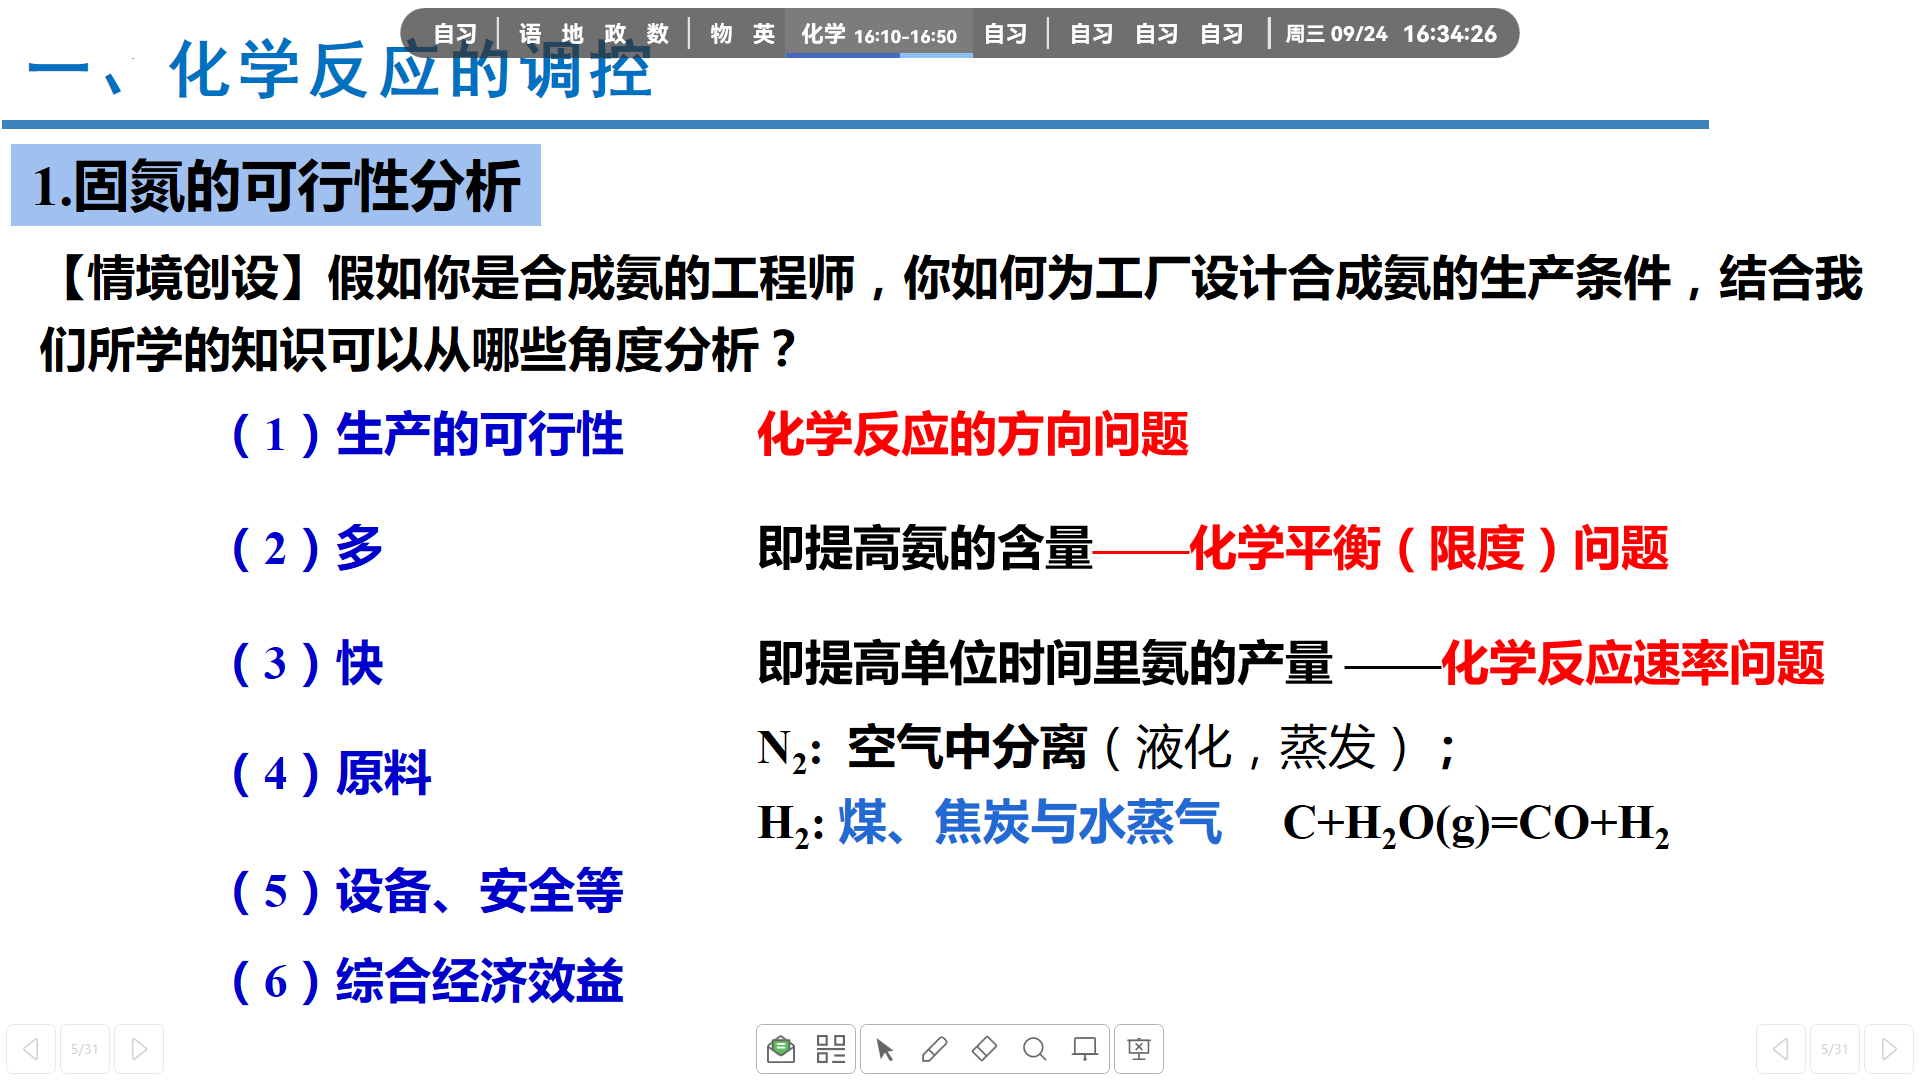 自习 | 语 地 政 数 | 物 英 化学 16:10-16:50 自习 | 自习 自习 自习 | 周三 09/24 16:34:26
一、化学反应的调控
1.固氮的可行性分析
【情境创设】假如你是合成氨的工程师，你如何为工厂设计合成氨的生产条件，结合我
们所学的知识可以从哪些角度分析？
（1）生产的可行性 化学反应的方向问题
（2）多 即提高氨的含量——化学平衡（限度）问题
（3）快 即提高单位时间里氨的产量 ——化学反应速率问题
N₂: 空气中分离（液化，蒸发）；
（4）原料
H₂: 煤、焦炭与水蒸气 C+H₂O(g)=CO+H₂
（5）设备、安全等
（6）综合经济效益
5/31 5/31